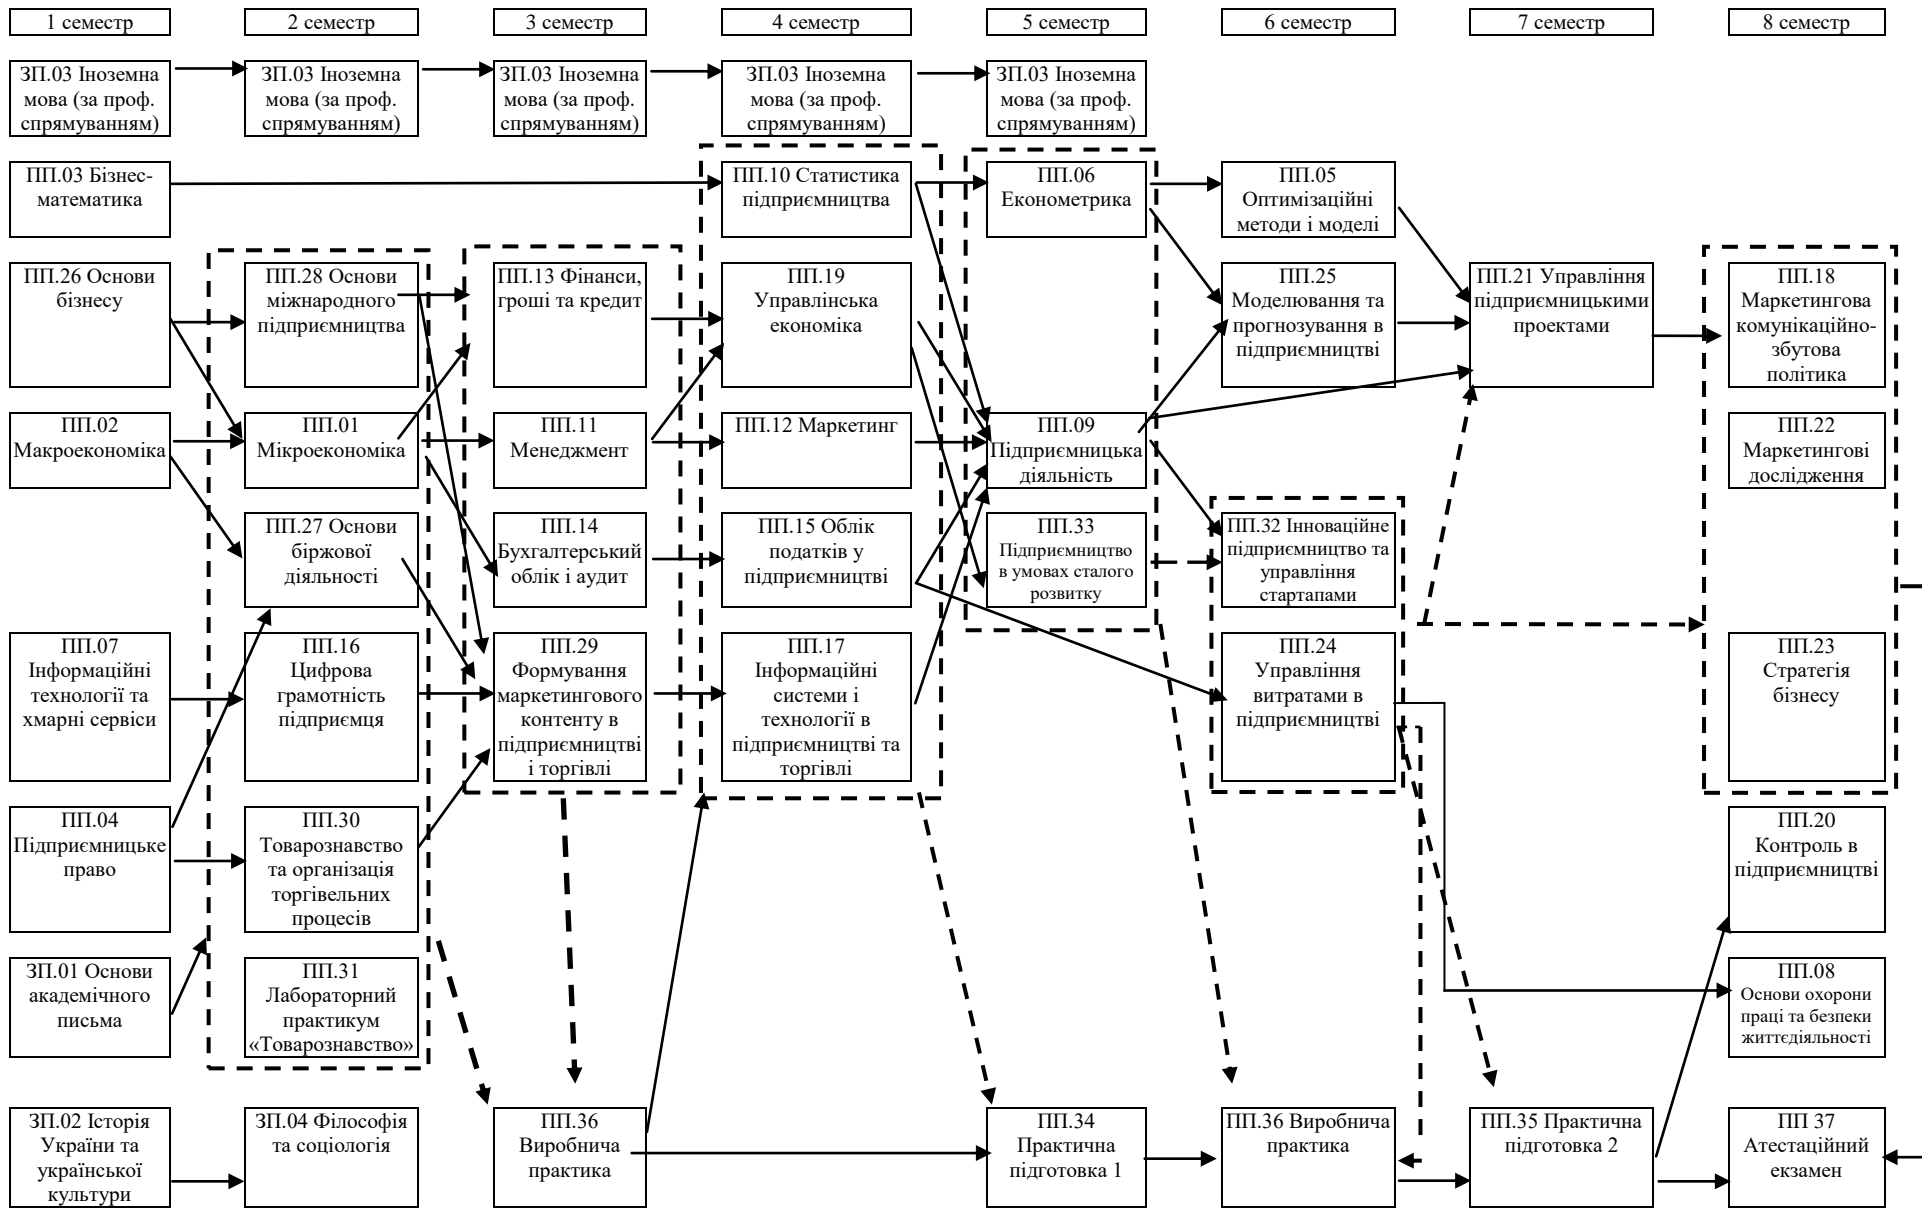 1 семестр
2 семестр
3 семестр
4 семестр
5 семестр
6 семестр
7 семестр
8 семестр
ЗП.03 Іноземна
мова (за проф.
спрямуванням)
ЗП.03 Іноземна
мова (за проф.
спрямуванням)
ЗП.03 Іноземна
мова (за проф.
спрямуванням)
ЗП.03 Іноземна
мова (за проф.
спрямуванням)
ЗП.03 Іноземна
мова (за проф.
спрямуванням)
ПП.03 Бізнес-
математика
ПП.10 Статистика
підприємництва
ПП.06
Економетрика
ПП.05
Оптимізаційні
методи і моделі
ПП.26 Основи
бізнесу
ПП.28 Основи
міжнародного
підприємництва
ПП.13 Фінанси,
гроші та кредит
ПП.19
Управлінська
економіка
ПП.25
Моделювання та
прогнозування в
підприємництві
ПП.21 Управління
підприємницькими
проектами
ПП.18
Маркетингова
комунікаційно-
збутова
політика
ПП.02
Макроекономіка
ПП.01
Мікроекономіка
ПП.11
Менеджмент
ПП.12 Маркетинг
ПП.09
Підприємницька
діяльність
ПП.22
Маркетингові
дослідження
ПП.27 Основи
біржової
діяльності
ПП.14
Бухгалтерський
облік і аудит
ПП.15 Облік
податків у
підприємництві
ПП.33
Підприємництво
в умовах сталого
розвитку
ПП.32 Інноваційне
підприємництво та
управління
стартапами
ПП.07
Інформаційні
технології та
хмарні сервіси
ПП.16
Цифрова
грамотність
підприємця
ПП.29
Формування
маркетингового
контенту в
підприємництві
і торгівлі
ПП.17
Інформаційні
системи і
технології в
підприємництві та
торгівлі
ПП.24
Управління
витратами в
підприємництві
ПП.23
Стратегія
бізнесу
ПП.04
Підприємницьке
право
ПП.30
Товарознавство
та організація
торгівельних
процесів
ПП.20
Контроль в
підприємництві
ЗП.01 Основи
академічного
письма
ПП.31
Лабораторний
практикум
«Товарознавство»
ПП.08
Основи охорони
праці та безпеки
життєдіяльності
ЗП.02 Історія
України та
української
культури
ЗП.04 Філософія
та соціологія
ПП.36
Виробнича
практика
ПП.34
Практична
підготовка 1
ПП.36 Виробнича
практика
ПП.35 Практична
підготовка 2
ПП 37
Атестаційний
екзамен